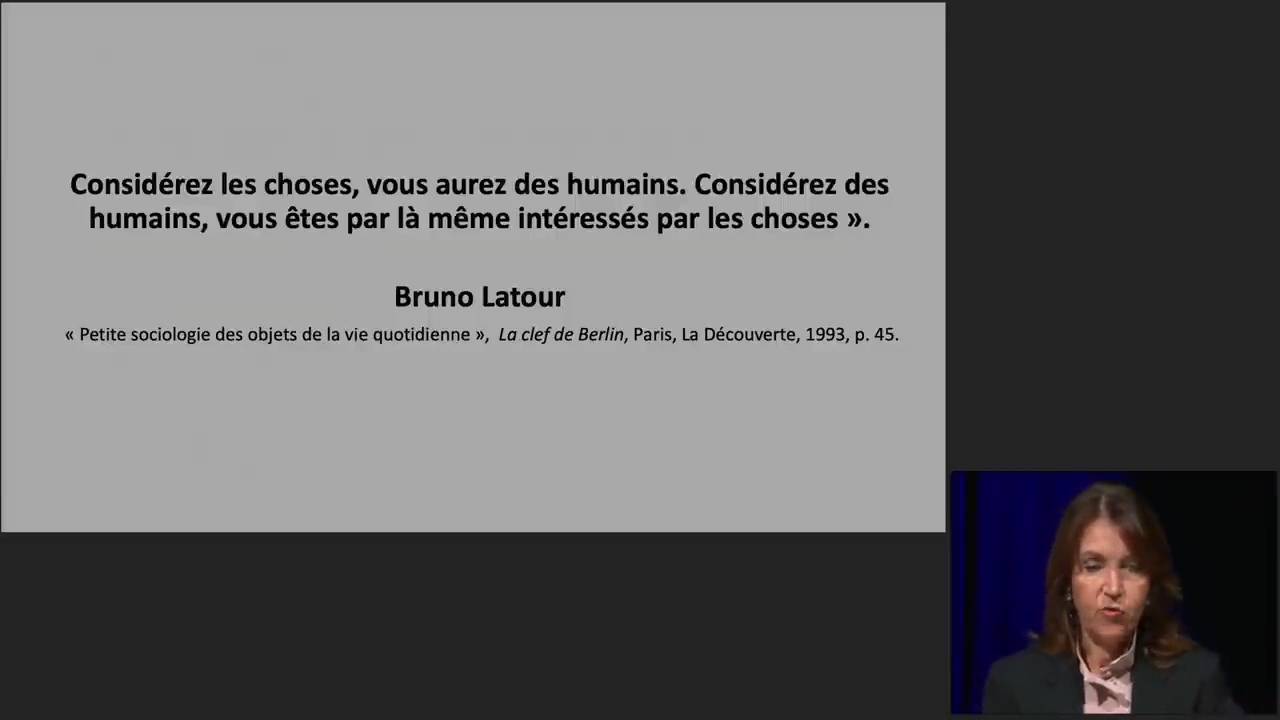 Considérez les choses, vous aurez des humains. Considérez des
humains, vous êtes par là même intéressés par les choses ».
Bruno Latour
« Petite sociologie des objets de la vie quotidienne », La clef de Berlin, Paris, La Découverte, 1993, p. 45.